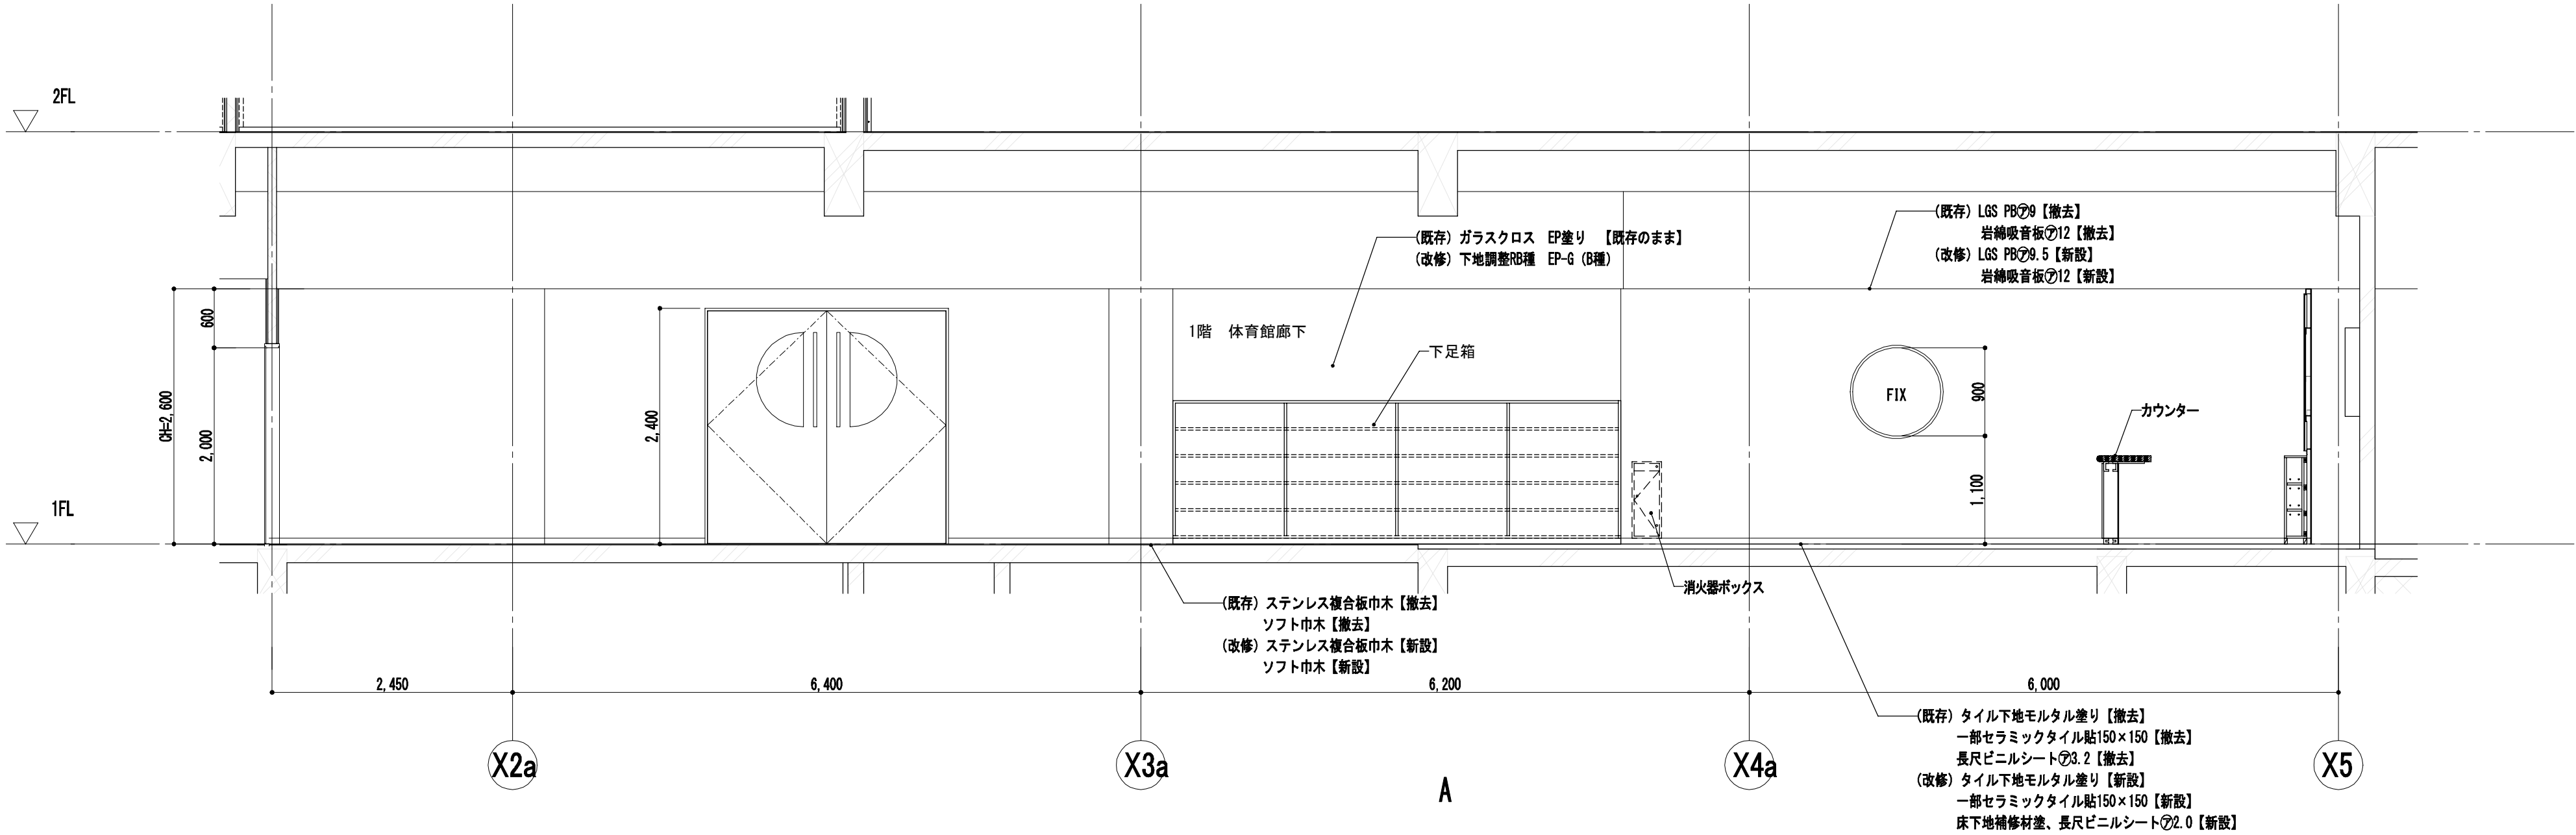 2FL
(既存) LGS PB㋐9【撤去】
岩綿吸音板㋐12【撤去】
(改修) LGS PB㋐9.5【新設】
岩綿吸音板㋐12【新設】
(既存) ガラスクロス EP塗り 【既存のまま】
(改修) 下地調整RB種 EP-G (B種)
1階 体育館廊下
下足箱
FIX
カウンター
600
CH=2,600
2,000
2,400
900
1,100
1FL
消火器ボックス
(既存) ステンレス複合板巾木【撤去】
ソフト巾木【撤去】
(改修) ステンレス複合板巾木【新設】
ソフト巾木【新設】
2,450
6,400
6,200
6,000
(既存) タイル下地モルタル塗り【撤去】
一部セラミックタイル貼150×150【撤去】
長尺ビニルシート㋐3.2【撤去】
(改修) タイル下地モルタル塗り【新設】
一部セラミックタイル貼150×150【新設】
床下地補修材塗、長尺ビニルシート㋐2.0【新設】
X2a
X3a
X4a
X5
A